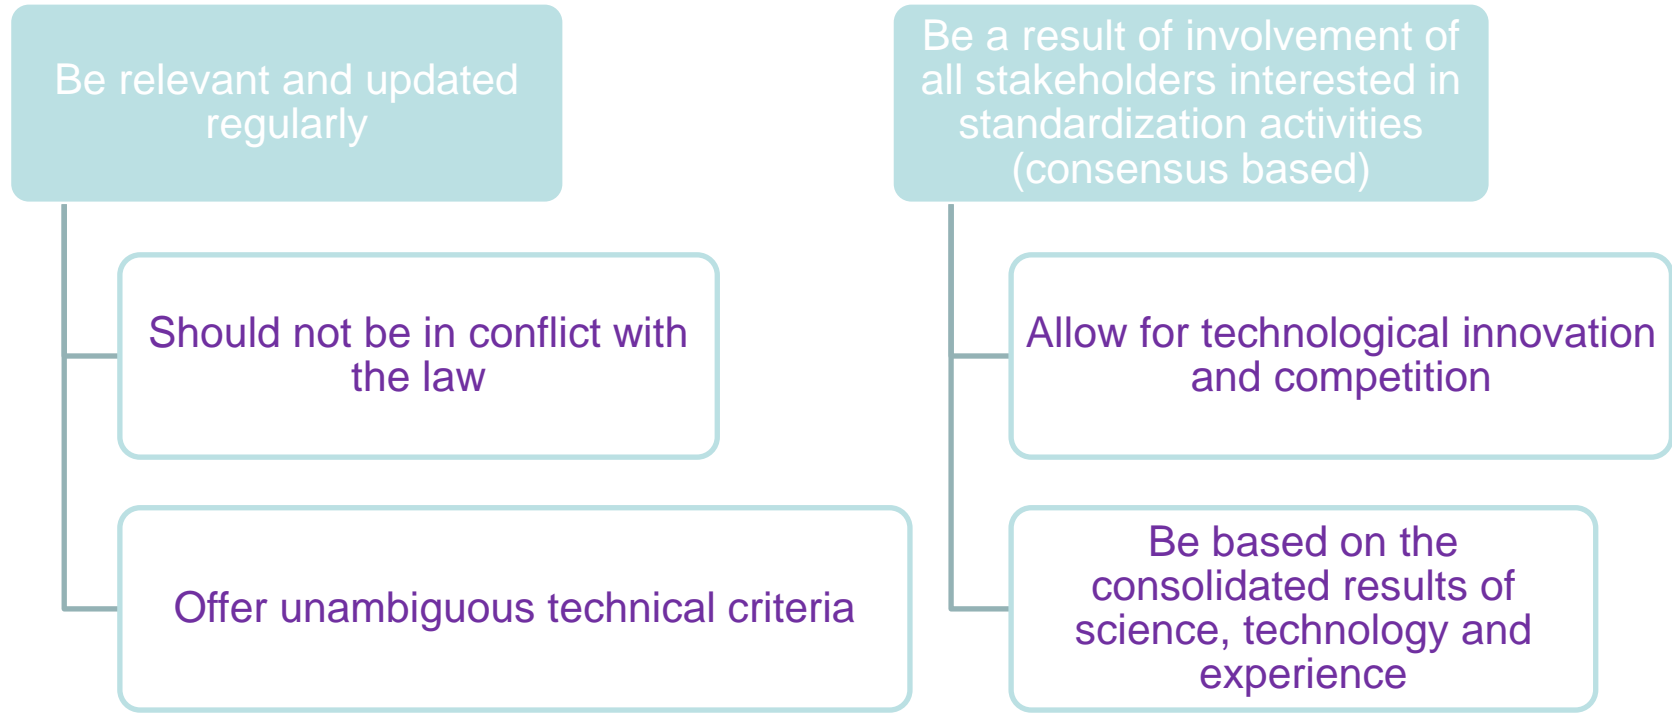 Be relevant and updated
regularly
Should not be in conflict with
the law
Offer unambiguous technical criteria
Be a result of involvement of
all stakeholders interested in
standardization activities
(consensus based)
Allow for technological innovation
and competition
Be based on the
consolidated results of
science, technology and
experience